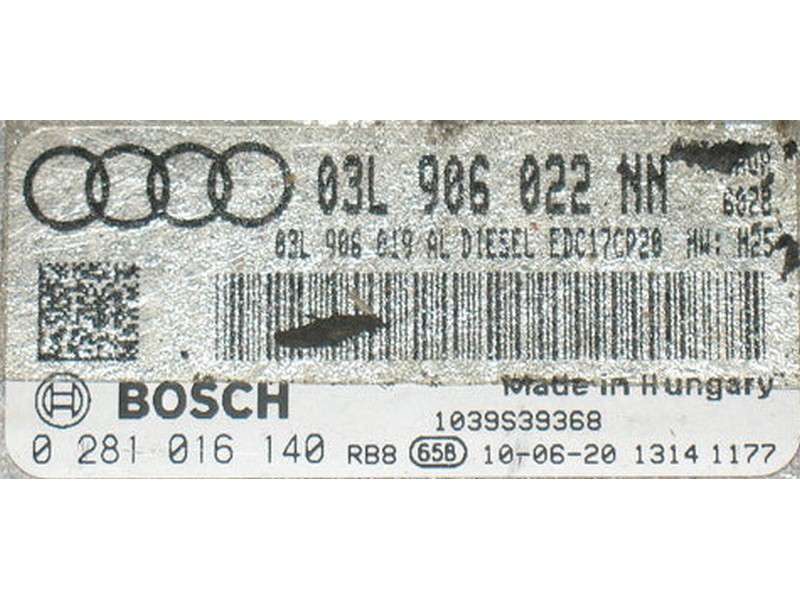 03L 906 022 NN
6028
03L 906 019 AL DIESEL EDC17CP20 HW: H25
BOSCH
Made in Hungary
1039S39368
0 281 016 140 RB8 65B 10-06-20 1314 1177